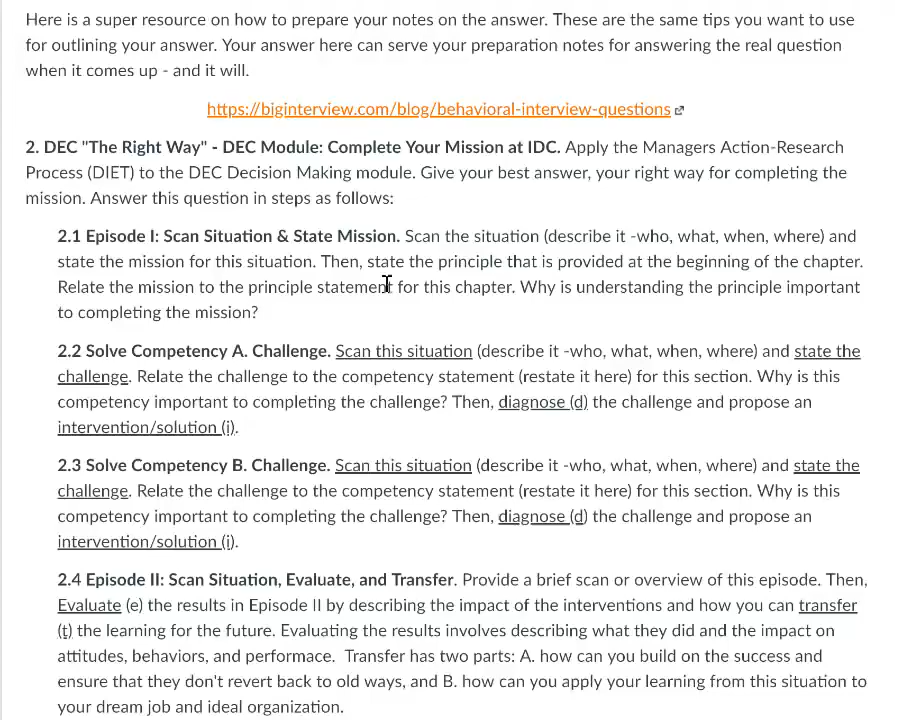 Here is a super resource on how to prepare your notes on the answer. These are the same tips you want to use
for outlining your answer. Your answer here can serve your preparation notes for answering the real question
when it comes up - and it will.
https://biginterview.com/blog/behavioral-interview-questions
2. DEC "The Right Way" - DEC Module: Complete Your Mission at IDC. Apply the Managers Action-Research
Process (DIET) to the DEC Decision Making module. Give your best answer, your right way for completing the
mission. Answer this question in steps as follows:
2.1 Episode I: Scan Situation & State Mission. Scan the situation (describe it -who, what, when, where) and
state the mission for this situation. Then, state the principle that is provided at the beginning of the chapter.
Relate the mission to the principle statement for this chapter. Why is understanding the principle important
to completing the mission?
2.2 Solve Competency A. Challenge. Scan this situation (describe it -who, what, when, where) and state the
challenge. Relate the challenge to the competency statement (restate it here) for this section. Why is this
competency important to completing the challenge? Then, diagnose (d) the challenge and propose an
intervention/solution (i).
2.3 Solve Competency B. Challenge. Scan this situation (describe it -who, what, when, where) and state the
challenge. Relate the challenge to the competency statement (restate it here) for this section. Why is this
competency important to completing the challenge? Then, diagnose (d) the challenge and propose an
intervention/solution (i).
2.4 Episode II: Scan Situation, Evaluate, and Transfer. Provide a brief scan or overview of this episode. Then,
Evaluate (e) the results in Episode II by describing the impact of the interventions and how you can transfer
(t) the learning for the future. Evaluating the results involves describing what they did and the impact on
attitudes, behaviors, and performace. Transfer has two parts: A. how can you build on the success and
ensure that they don't revert back to old ways, and B. how can you apply your learning from this situation to
your dream job and ideal organization.